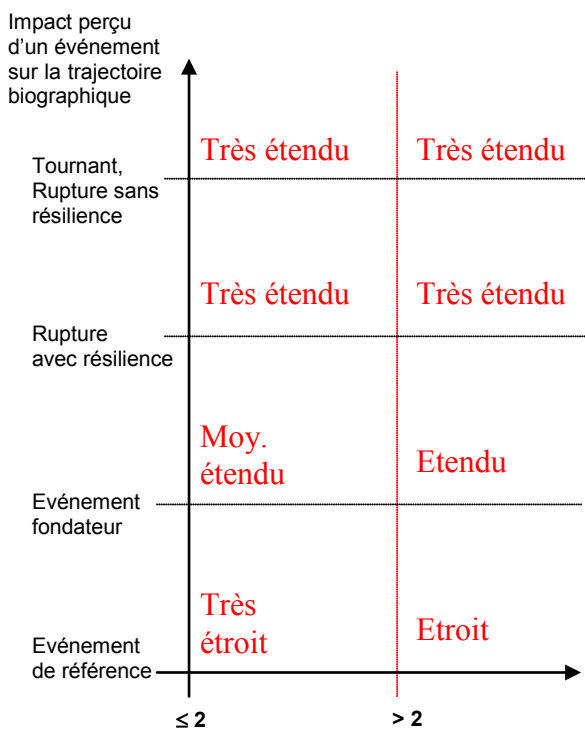 Impact perçu
d’un événement
sur la trajectoire
biographique
Très étendu
Très étendu
Tournant,
Rupture sans
résilience
Très étendu
Très étendu
Rupture
avec résilience
Moy.
étendu
Etendu
Evénement
fondateur
Très
étroit
Etroit
Evénement
de référence
≤ 2
> 2